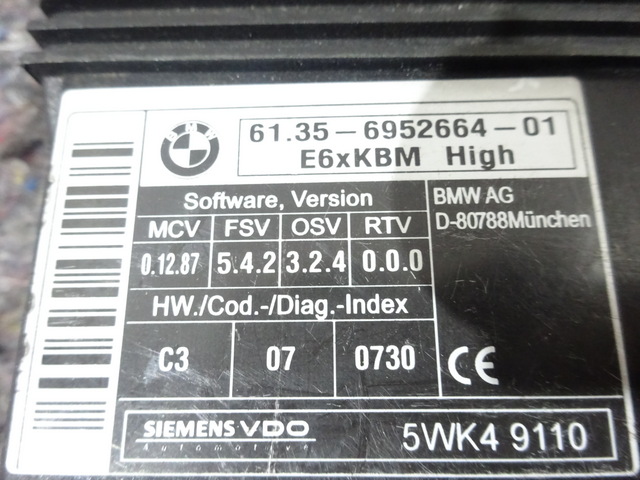 BMW
61.35-6952664-01
E6xKBM High
Software, Version
MCV FSV OSV RTV
0.12.87 5.4.2 3.2.4 0.0.0
BMW AG
D-80788München
HW./Cod.-/Diag.-Index
C3 07 0730
CE
SIEMENS VDO
Automotive
5WK4 9110